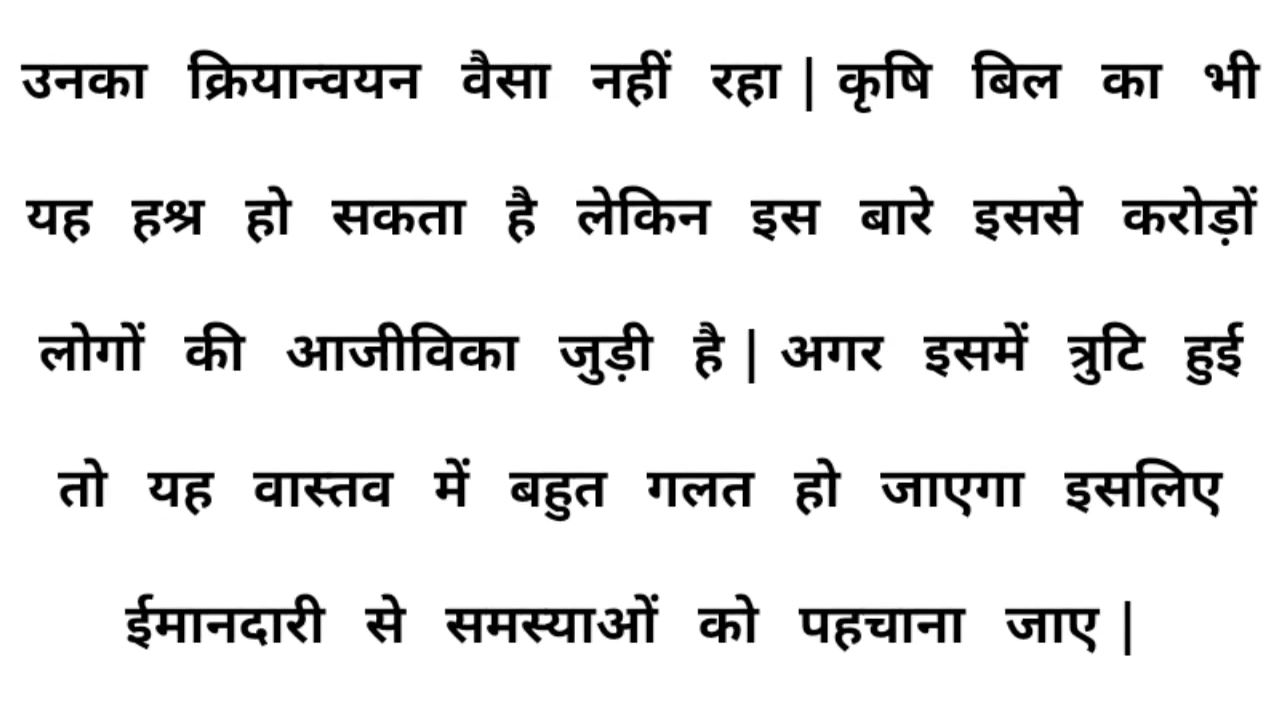 उनका क्रियान्वयन वैसा नहीं रहा | कृषि बिल का भी
यह हश्र हो सकता है लेकिन इस बारे इससे करोड़ों
लोगों की आजीविका जुड़ी है | अगर इसमें त्रुटि हुई
तो यह वास्तव में बहुत गलत हो जाएगा इसलिए
ईमानदारी से समस्याओं को पहचाना जाए |